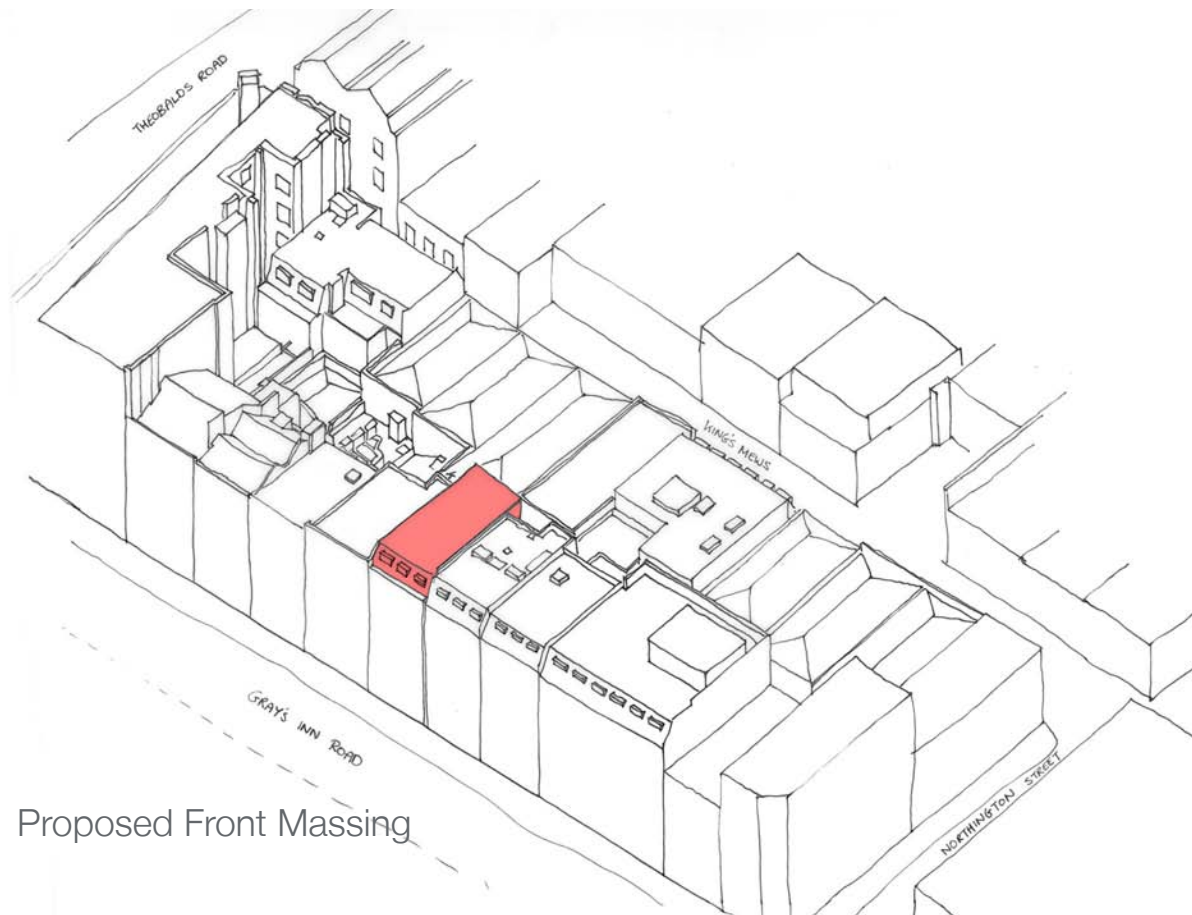 THEOBALDS ROAD
KING'S MEWS
GRAY'S INN ROAD
NORTHINGTON STREET
Proposed Front Massing